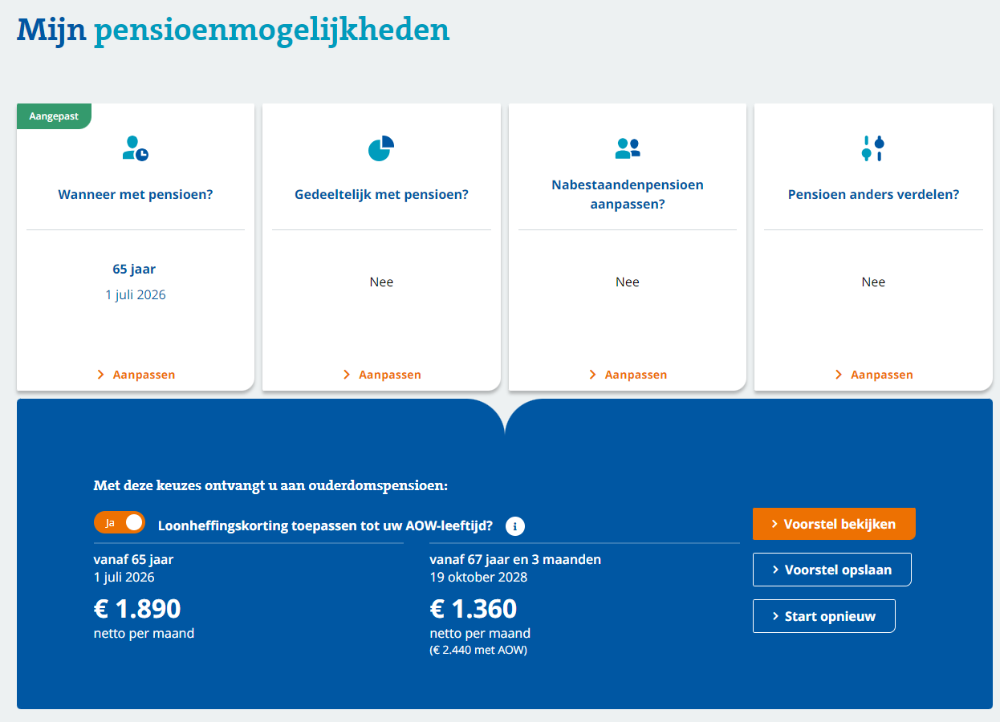 Mijn pensioenmogelijkheden
Aangepast
Wanneer met pensioen?
65 jaar
1 juli 2026
Aanpassen
Gedeeltelijk met pensioen?
Nee
Aanpassen
Nabestaandenpensioen
aanpassen?
Nee
Aanpassen
Pensioen anders verdelen?
Nee
Aanpassen
Met deze keuzes ontvangt u aan ouderdomspensioen:
Ja
Loonheffingskorting toepassen tot uw AOW-leeftijd?
i
vanaf 65 jaar
1 juli 2026
€ 1.890
netto per maand
vanaf 67 jaar en 3 maanden
19 oktober 2028
€ 1.360
netto per maand
(€ 2.440 met AOW)
Voorstel bekijken
Voorstel opslaan
Start opnieuw